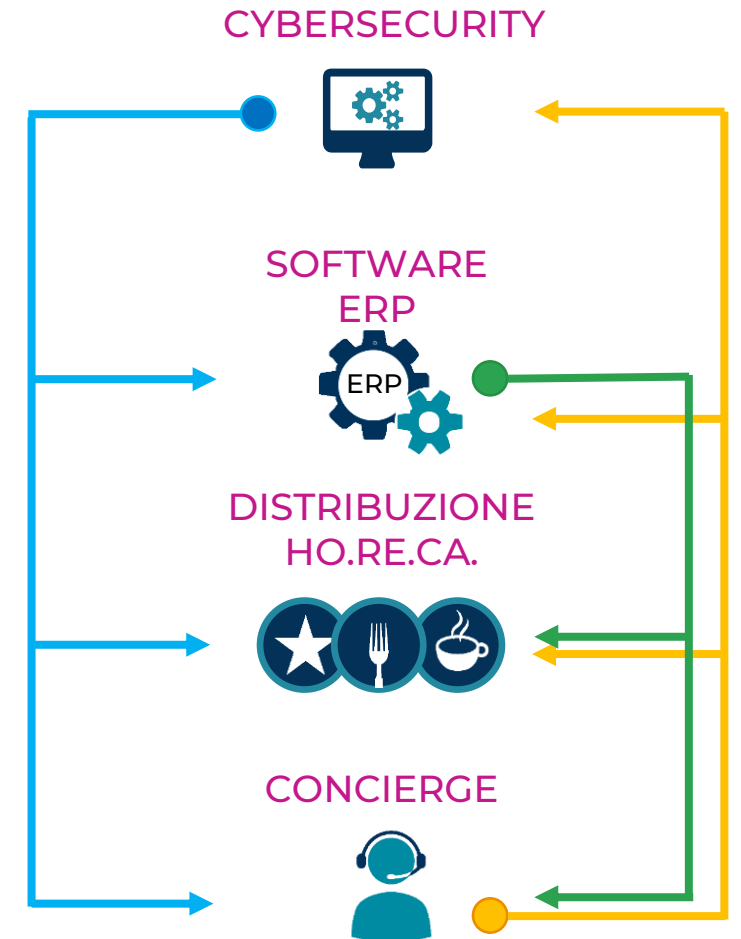 CYBERSECURITY
SOFTWARE
ERP
ERP
DISTRIBUZIONE
HO.RE.CA.
CONCIERGE